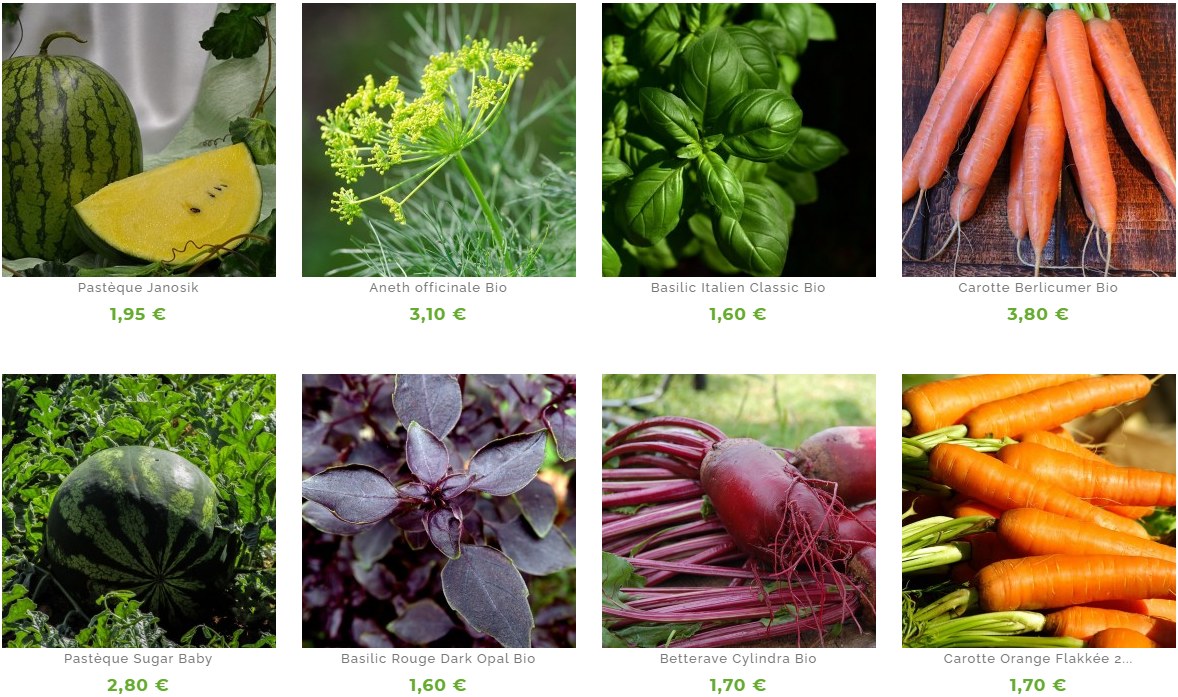 Pastèque Janosik
1,95 €
Aneth officinale Bio
3,10 €
Basilic Italien Classic Bio
1,60 €
Carotte Berlicumer Bio
3,80 €
Pastèque Sugar Baby
2,80 €
Basilic Rouge Dark Opal Bio
1,60 €
Betterave Cylindra Bio
1,70 €
Carotte Orange Flakkée 2...
1,70 €